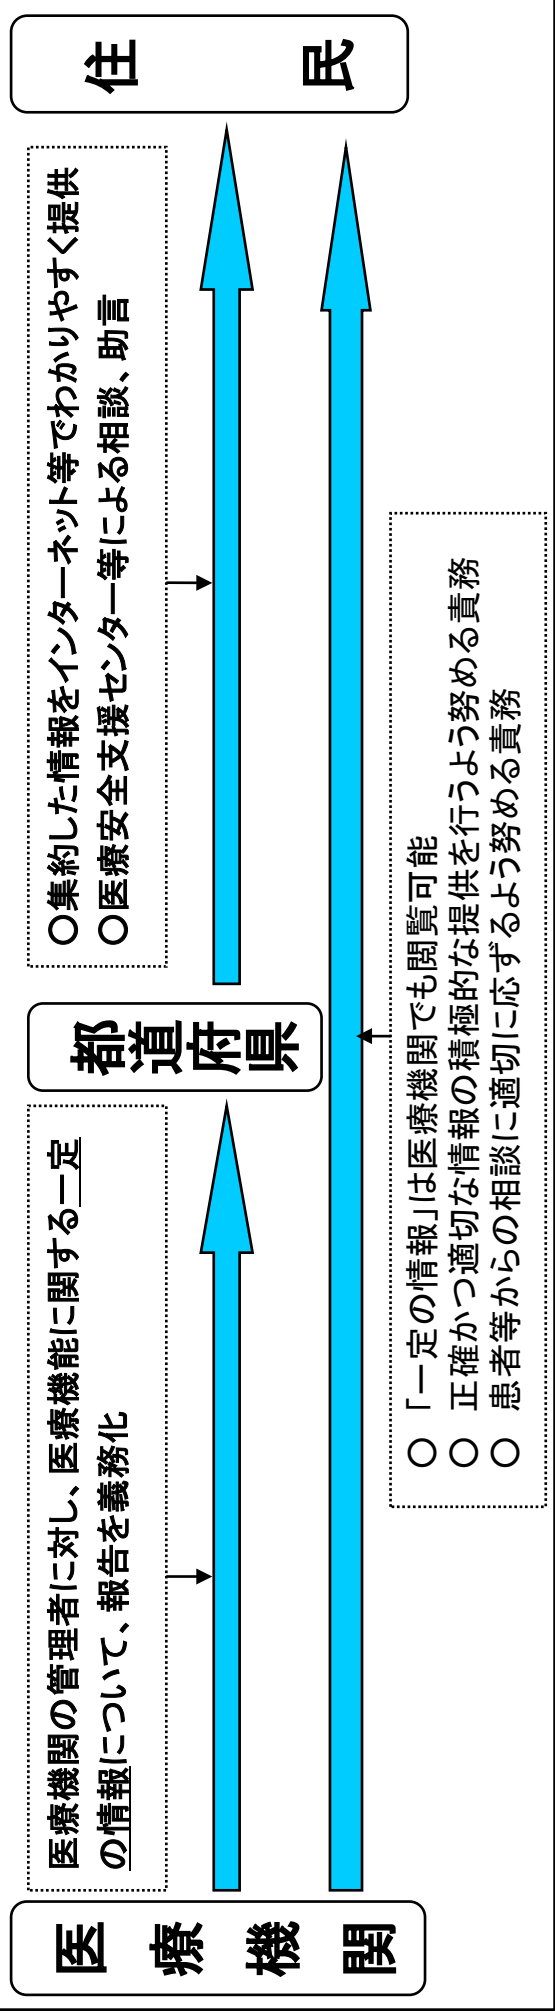 医療機関
医療機関の管理者に対し、医療機能に関する一定
の情報について、報告を義務化
都道府県
○集約した情報をインターネット等でわかりやすく提供
○医療安全支援センター等による相談、助言
住民
○ 「一定の情報」は医療機関でも閲覧可能
○ 正確かつ適切な情報の積極的な提供を行うよう努める責務
○ 患者等からの相談に適切に応ずるよう努める責務